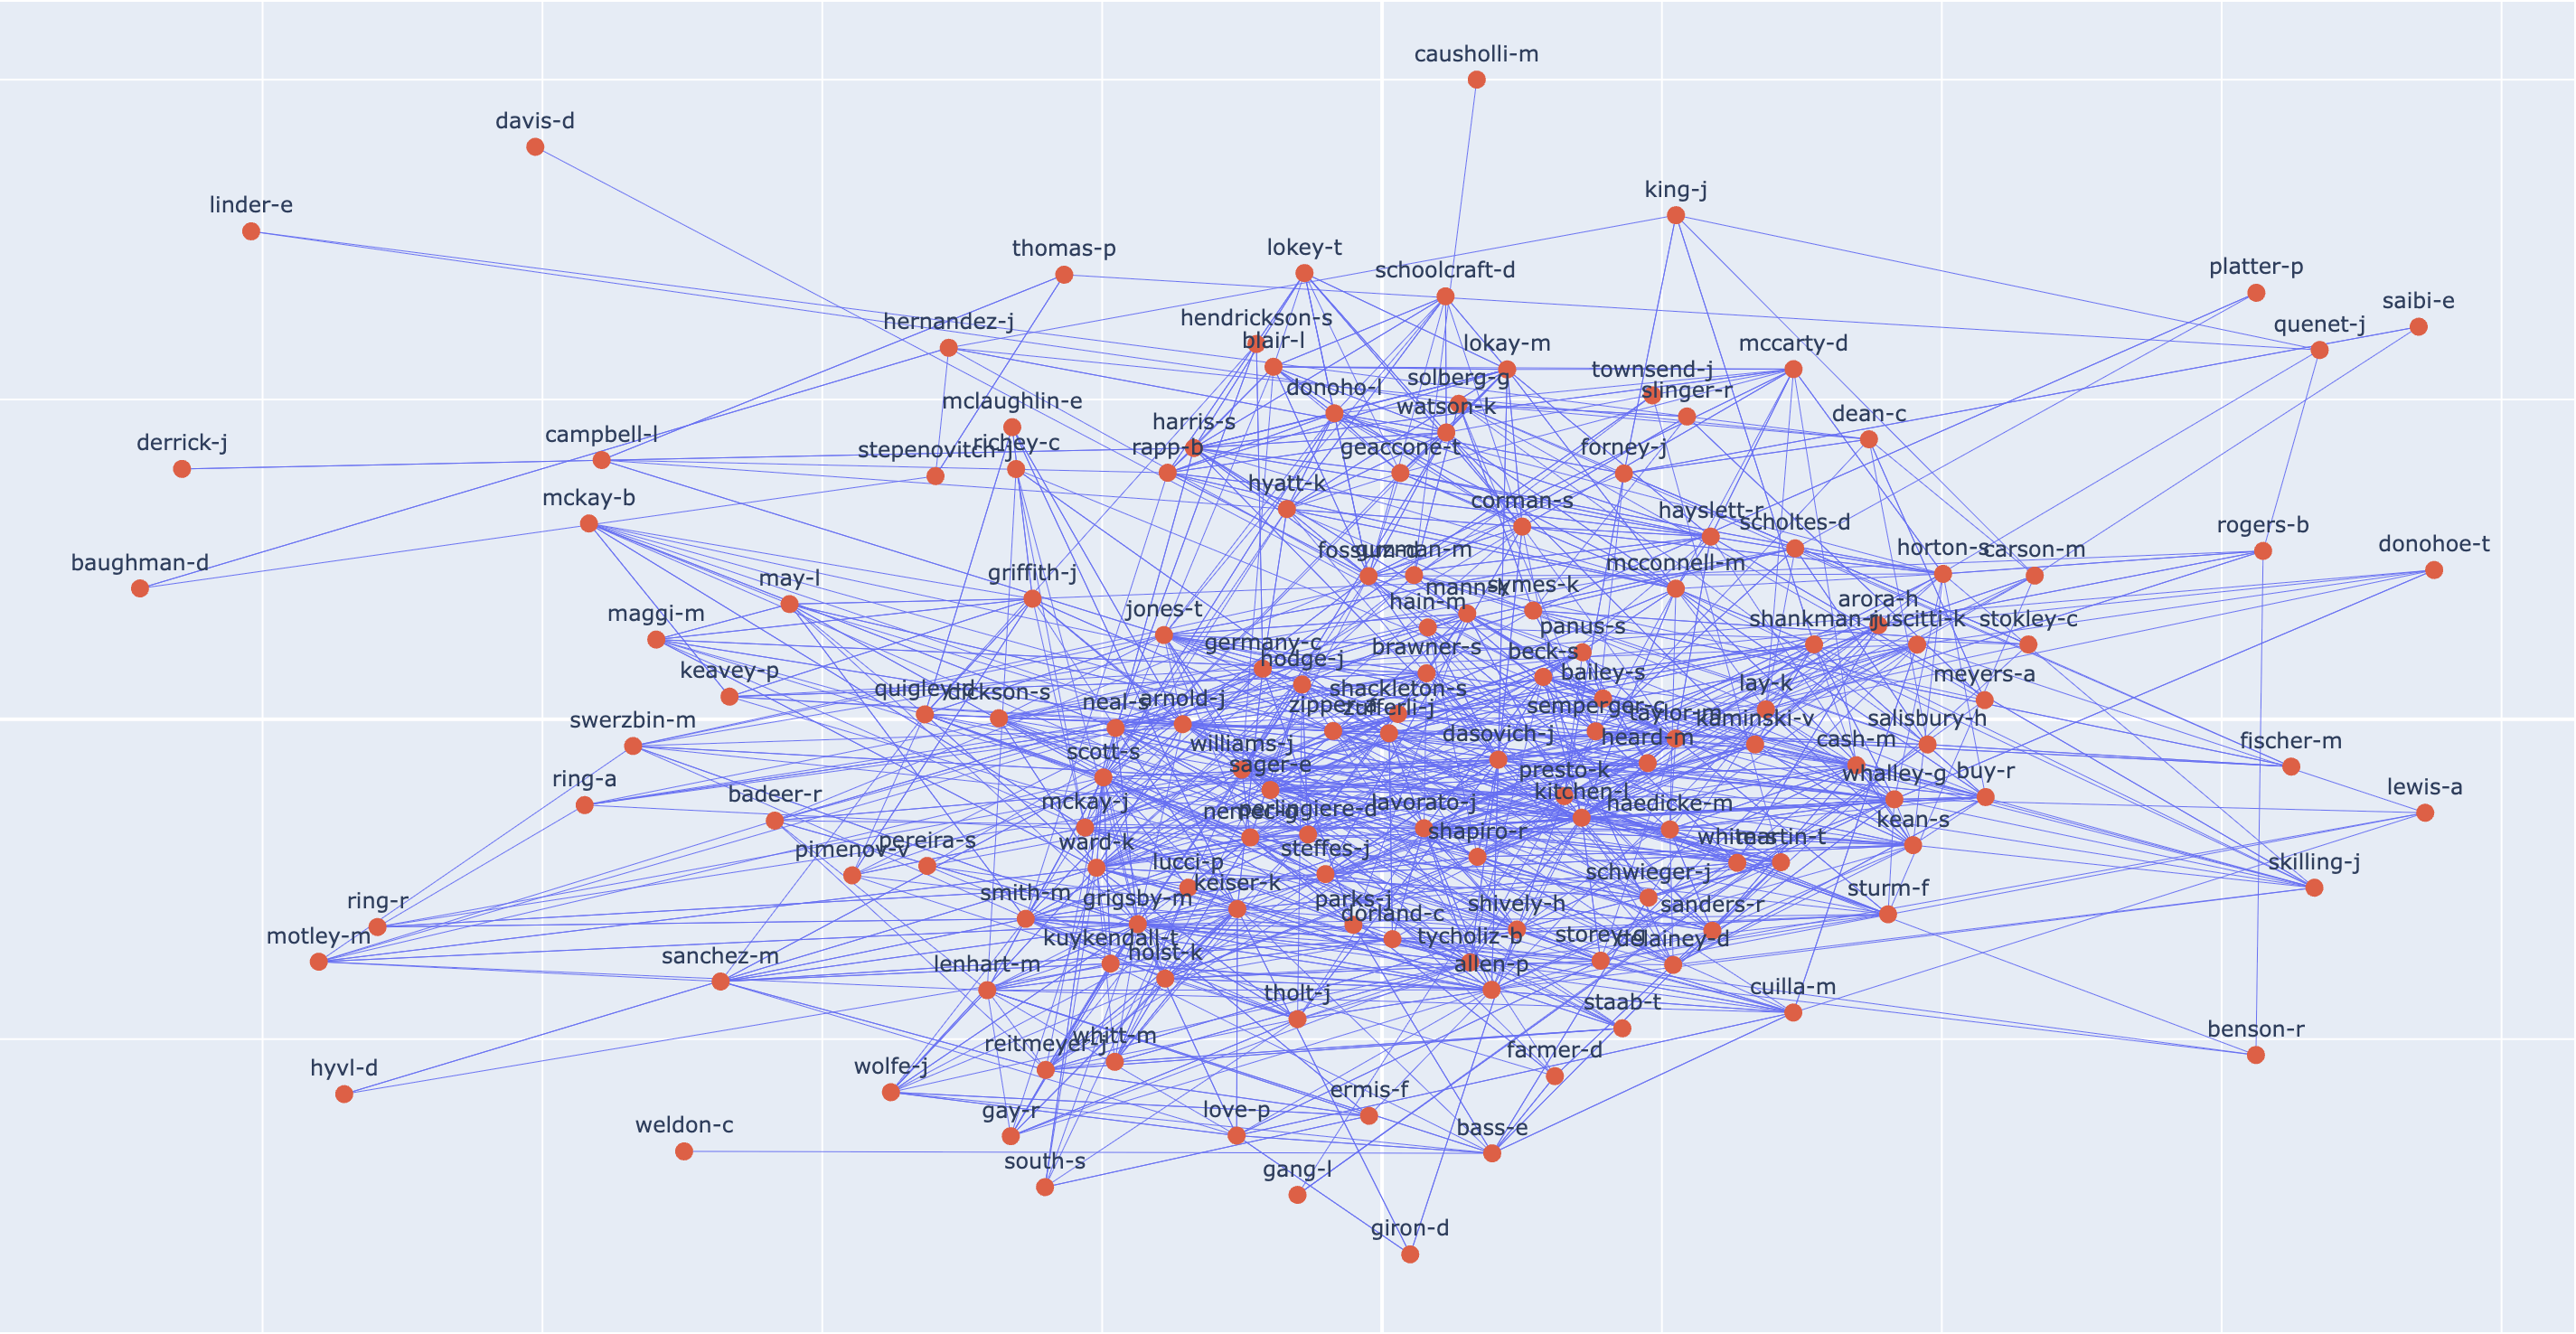 causholli-m
davis-d
king-j
linder-e
lokey-t
thomas-p
platter-p
schoolcraft-d
saibi-e
hendrickson-s
hernandez-j
quenet-j
blair-l
lokay-m
mccarty-d
townsend-j
solberg-g
donoho-l
slinger-r
mclaughlin-e
watson-k
dean-c
harris-s
campbell-l
derrick-j
richey-c
rapp-b
geaccone-t
forney-j
stepenovitch-j
hyatt-k
mckay-b
corman-s
hayslett-r
scholtes-d
rogers-b
donohoe-t
horton-s
carson-m
guzman-m
baughman-d
mcconnell-m
griffith-j
may-l
symes-k
mann-k
arora-h
hain-m
jones-t
maggi-m
shankman-j
ruscitti-k
stokley-c
panus-s
germany-c
brawner-s
beck-s
hodge-j
keavey-p
bailey-s
meyers-a
lay-k
shackleton-s
quigley-d
dickson-s
arnold-j
neal-s
zipper-a
zufferli-j
semperger-c
taylor-m
swerzbin-m
kaminski-v
salisbury-h
dasovich-j
heard-m
cash-m
fischer-m
williams-j
scott-s
sager-e
presto-k
whalley-g
buy-r
ring-a
badeer-r
kitchen-l
lewis-a
mckay-j
lavorato-j
haedicke-m
nemec-g
perlingiere-d
kean-s
shapiro-r
white-s
martin-t
ward-k
pereira-s
pimenov-v
steffes-j
lucci-p
skilling-j
schwieger-j
keiser-k
sturm-f
smith-m
grigsby-m
ring-r
parks-j
shively-h
sanders-r
dorland-c
motley-m
kuykendall-t
tycholiz-b
storey-g
delainey-d
holst-k
sanchez-m
lenhart-m
allen-p
cuilla-m
tholt-j
staab-t
benson-r
whitt-m
reitmeyer-j
farmer-d
hyvl-d
wolfe-j
ermis-f
gay-r
love-p
weldon-c
bass-e
south-s
gang-l
giron-d